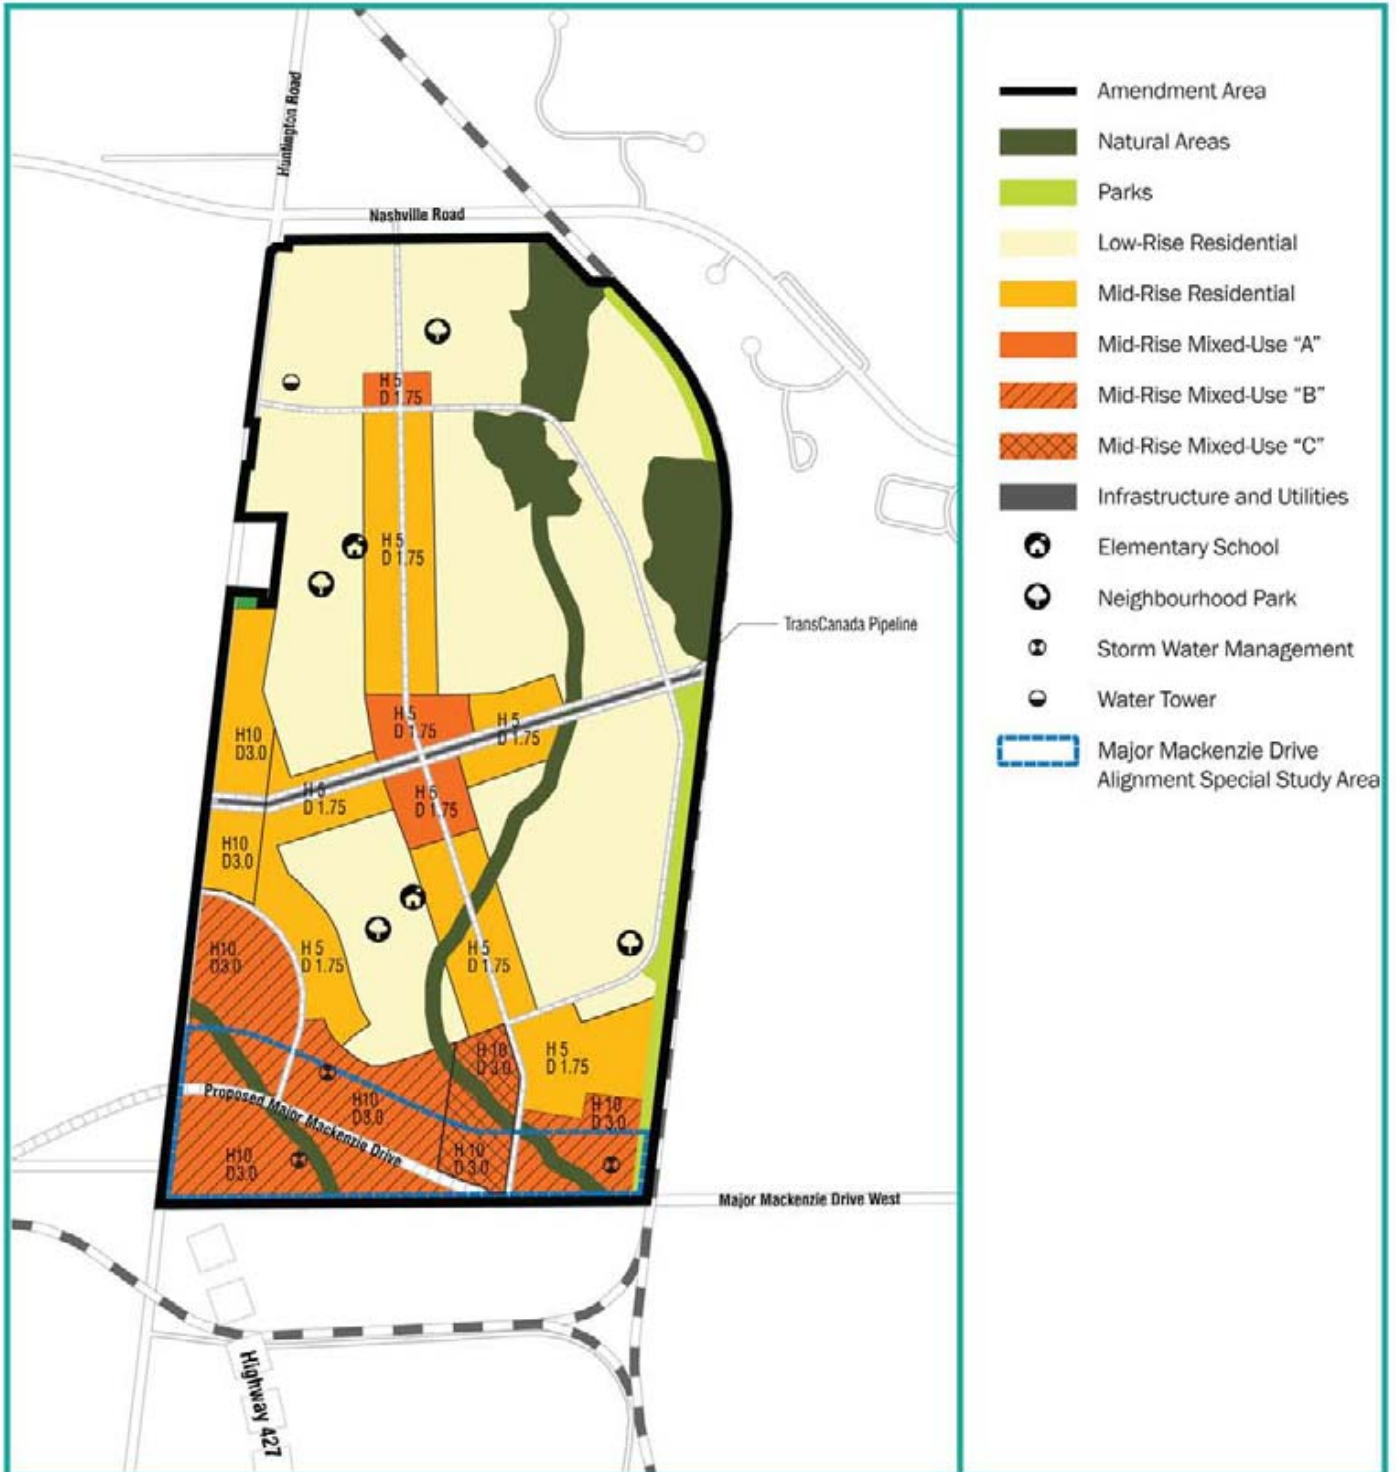 Huntington Road
Nashville Road
H 5
D 1.75
H 5
D 1.75
TransCanada Pipeline
H 5
D 1.75
H 5
D 1.75
H10
D3.0
H 5
D 1.75
H 5
D 1.75
H10
D3.0
H10
D3.0
H 5
D 1.75
H 5
D 1.75
H 10
D 3.0
H 5
D 1.75
Proposed Major Mackenzie Drive
H10
D3.0
H 10
D 3.0
H10
D3.0
H 10
D 3.0
Major Mackenzie Drive West
Highway 427
Amendment Area
Natural Areas
Parks
Low-Rise Residential
Mid-Rise Residential
Mid-Rise Mixed-Use “A”
Mid-Rise Mixed-Use “B”
Mid-Rise Mixed-Use “C”
Infrastructure and Utilities
Elementary School
Neighbourhood Park
Storm Water Management
Water Tower
Major Mackenzie Drive
Alignment Special Study Area